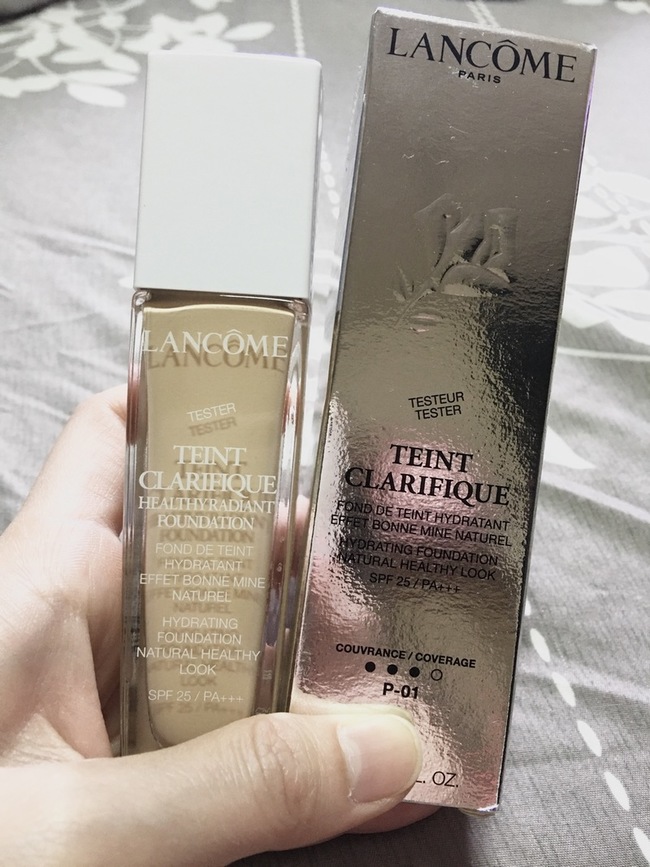 LANCÔME
TESTER
TEINT
CLARIFIQUE
HEALTHY RADIANT
FOUNDATION
FOND DE TEINT
HYDRATANT
EFFET BONNE MINE
NATUREL
HYDRATING
FOUNDATION
NATURAL HEALTHY
LOOK
SPF 25 / PA+++
LANCÔME
PARIS
TESTEUR
TESTER
TEINT
CLARIFIQUE
FOND DE TEINT HYDRATANT
EFFET BONNE MINE NATUREL
HYDRATING FOUNDATION
NATURAL HEALTHY LOOK
SPF 25 / PA+++
COUVRANCE / COVERAGE
P-01
L. OZ.